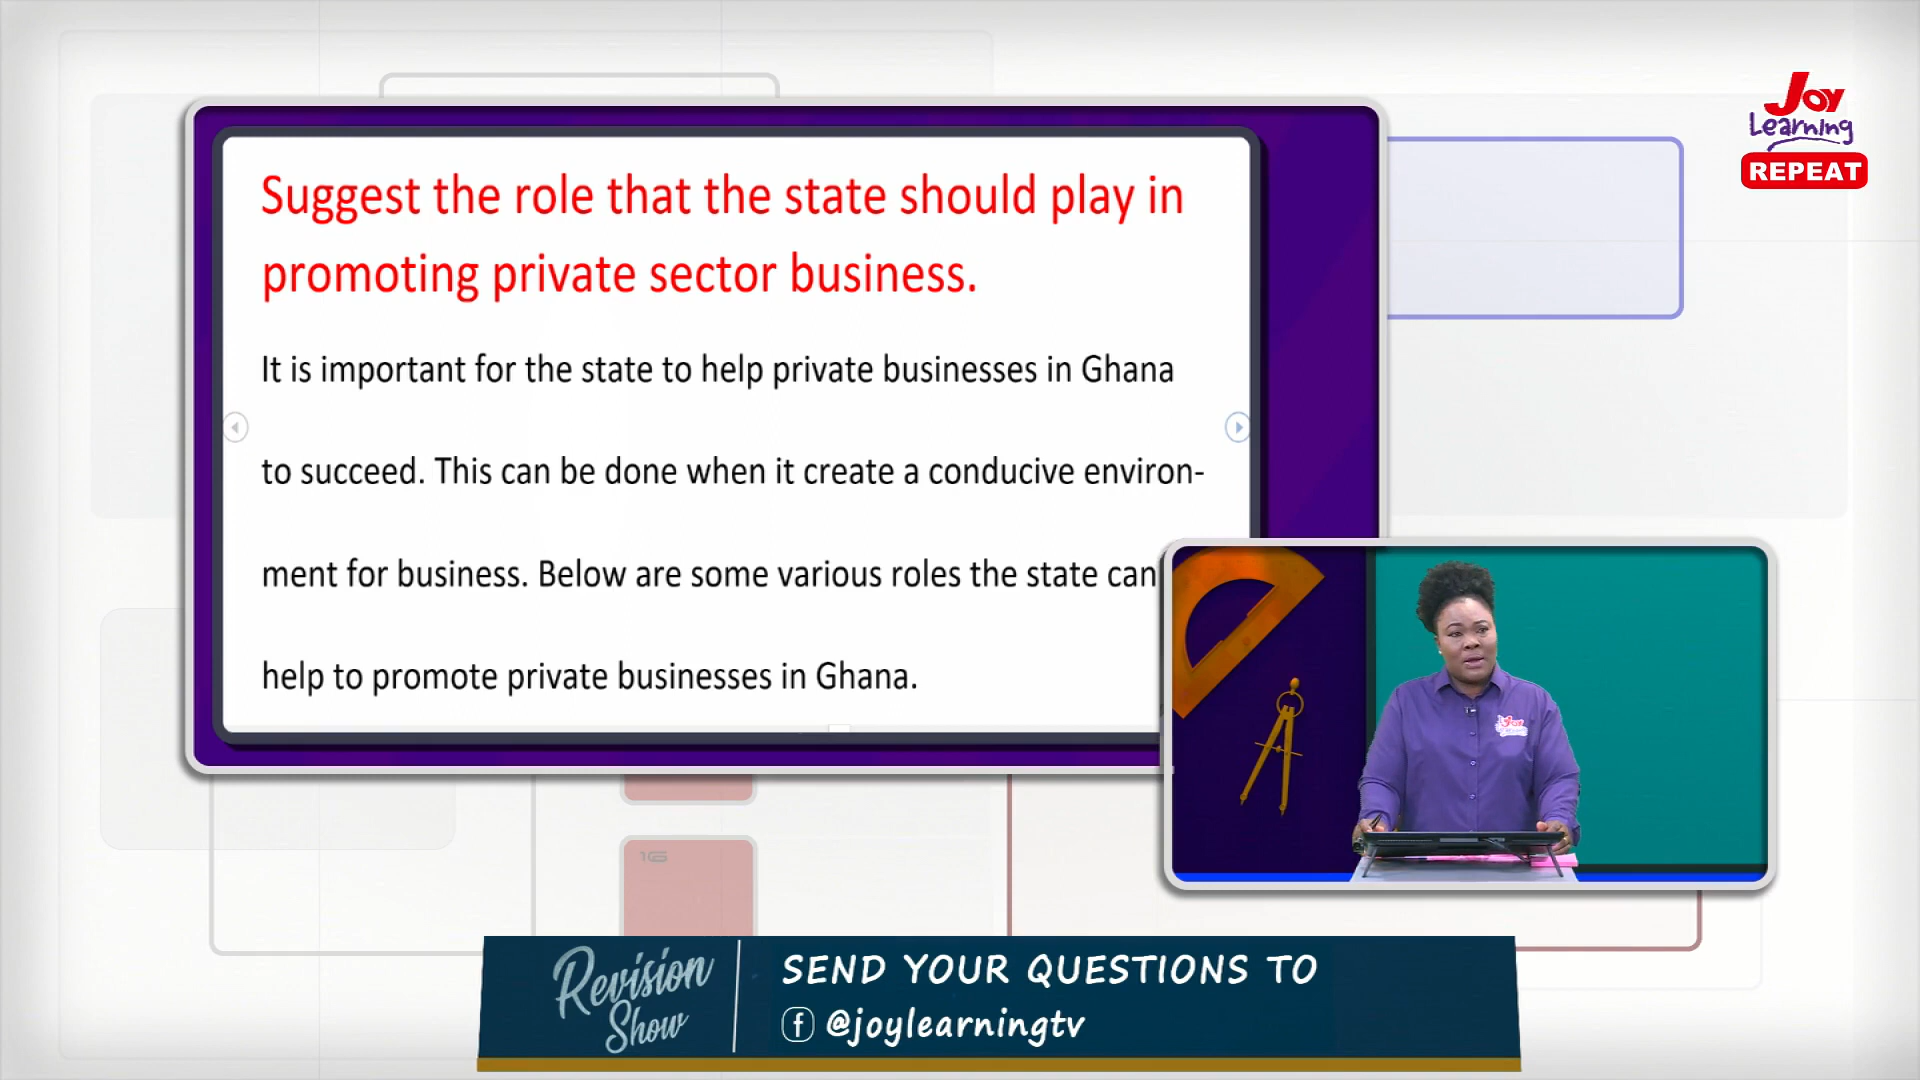 Joy
Learning
REPEAT
Suggest the role that the state should play in
promoting private sector business.
It is important for the state to help private businesses in Ghana
to succeed. This can be done when it create a conducive environ-
ment for business. Below are some various roles the state can
help to promote private businesses in Ghana.
Joy
16
Revision
Show
SEND YOUR QUESTIONS TO
@joylearningtv